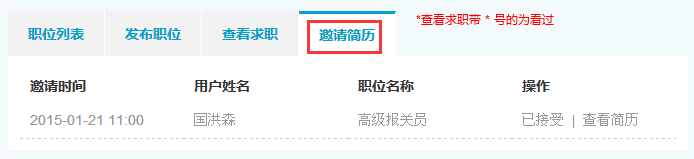 职位列表 发布职位 查看求职 邀请简历 *查看求职带 * 号的为看过
邀请时间 用户姓名 职位名称 操作
2015-01-21 11:00 国洪森 高级报关员 已接受 | 查看简历